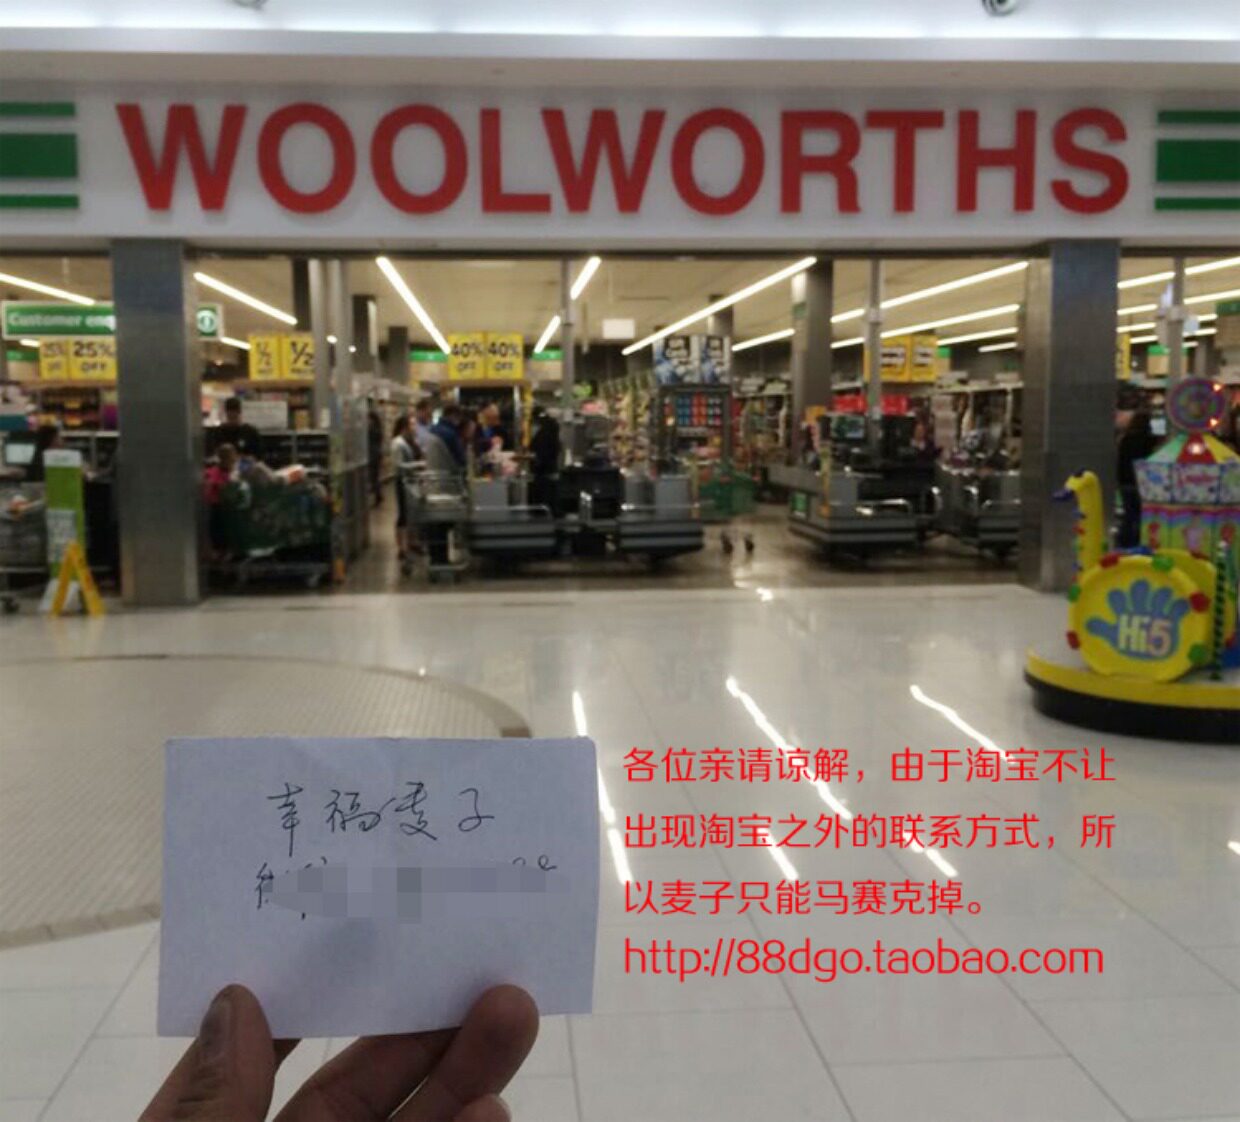 WOOLWORTHS
25% OFF
25% OFF
½
½
40% OFF
40% OFF
Customer
Hi5
幸福麦子
各位亲请谅解，由于淘宝不让
出现淘宝之外的联系方式，所
以麦子只能马赛克掉。
http://88dgo.taobao.com